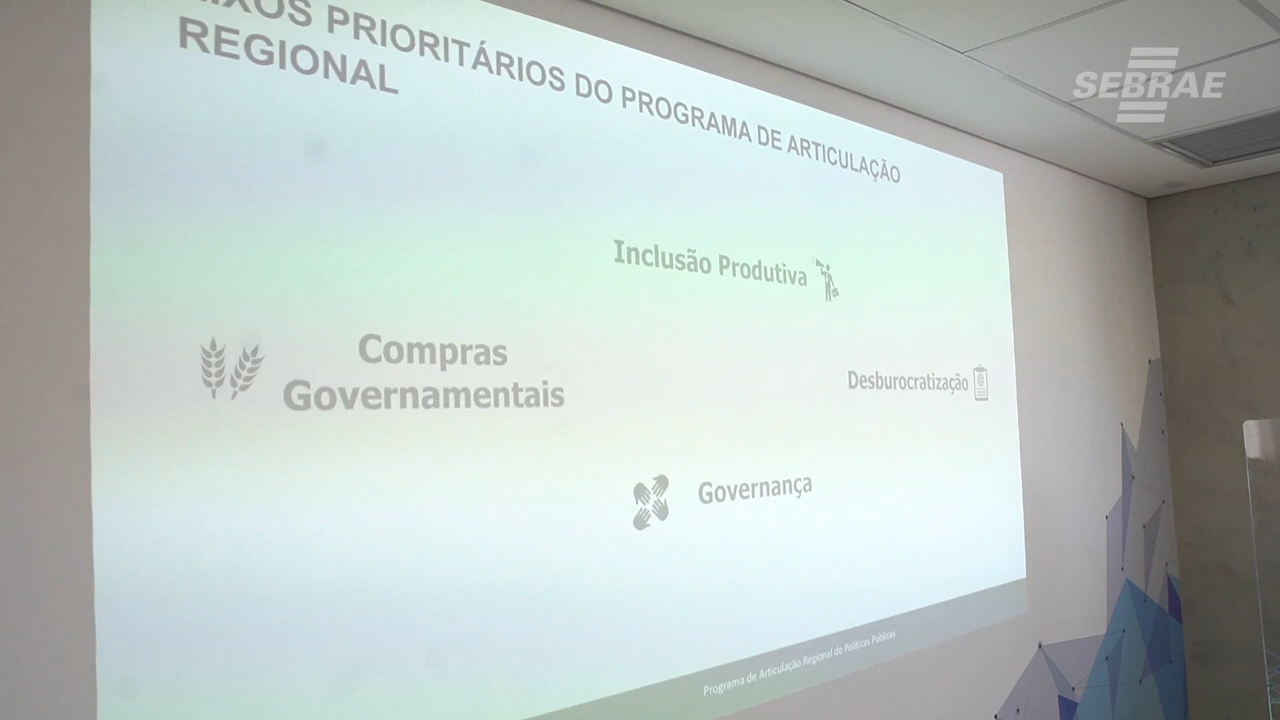 EIXOS PRIORITÁRIOS DO PROGRAMA DE ARTICULAÇÃO
REGIONAL
SEBRAE
Inclusão Produtiva
Compras
Governamentais
Desburocratização
Governança
Programa de Articulação Regional de Políticas Públicas